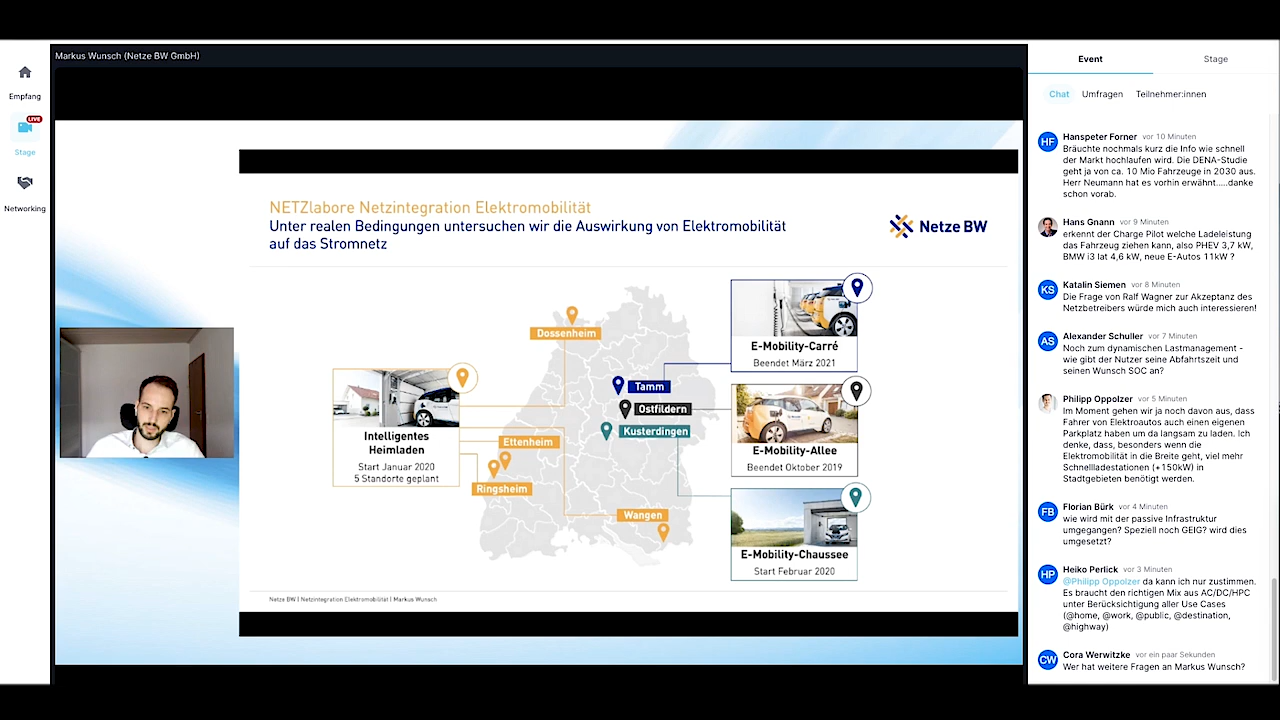 Markus Wunsch (Netze BW GmbH)
Empfang
LIVE
Stage
Networking
NETZlabore Netzintegration Elektromobilität
Unter realen Bedingungen untersuchen wir die Auswirkung von Elektromobilität
auf das Stromnetz
Netze BW
Dossenheim
Intelligentes
Heimladen
Start Januar 2020
5 Standorte geplant
Ettenheim
Ringsheim
Wangen
Tamm
Ostfildern
Kusterdingen
E-Mobility-Carré
Beendet März 2021
E-Mobility-Allee
Beendet Oktober 2019
E-Mobility-Chaussee
Start Februar 2020
Netze BW | Netzintegration Elektromobilität | Markus Wunsch
Event
Stage
Chat
Umfragen
Teilnehmer:innen
HF
Hanspeter Forner vor 10 Minuten
Bräuchte nochmals kurz die Info wie schnell
der Markt hochlaufen wird. Die DENA-Studie
geht ja von ca. 10 Mio Fahrzeuge in 2030 aus.
Herr Neumann hat es vorhin erwähnt.....danke
schon vorab.
Hans Gnann vor 9 Minuten
erkennt der Charge Pilot welche Ladeleistung
das Fahrzeug ziehen kann, also PHEV 3,7 kW,
BMW i3 lat 4,6 kW, neue E-Autos 11kW ?
KS
Katalin Siemen vor 8 Minuten
Die Frage von Ralf Wagner zur Akzeptanz des
Netzbetreibers würde mich auch interessieren!
AS
Alexander Schuller vor 7 Minuten
Noch zum dynamischen Lastmanagement -
wie gibt der Nutzer seine Abfahrtszeit und
seinen Wunsch SOC an?
Philipp Oppolzer vor 5 Minuten
Im Moment gehen wir ja noch davon aus, dass
Fahrer von Elektroautos auch einen eigenen
Parkplatz haben um da langsam zu laden. Ich
denke, dass, besonders wenn die
Elektromobilität in die Breite geht, viel mehr
Schnellladestationen (+150kW) in
Stadtgebieten benötigt werden.
FB
Florian Bürk vor 4 Minuten
wie wird mit der passive Infrastruktur
umgegangen? Speziell noch GEIG? wird dies
umgesetzt?
HP
Heiko Perlick vor 3 Minuten
@Philipp Oppolzer da kann ich nur zustimmen.
Es braucht den richtigen Mix aus AC/DC/HPC
unter Berücksichtigung aller Use Cases
(@home, @work, @public, @destination,
@highway)
CW
Cora Werwitzke vor ein paar Sekunden
Wer hat weitere Fragen an Markus Wunsch?